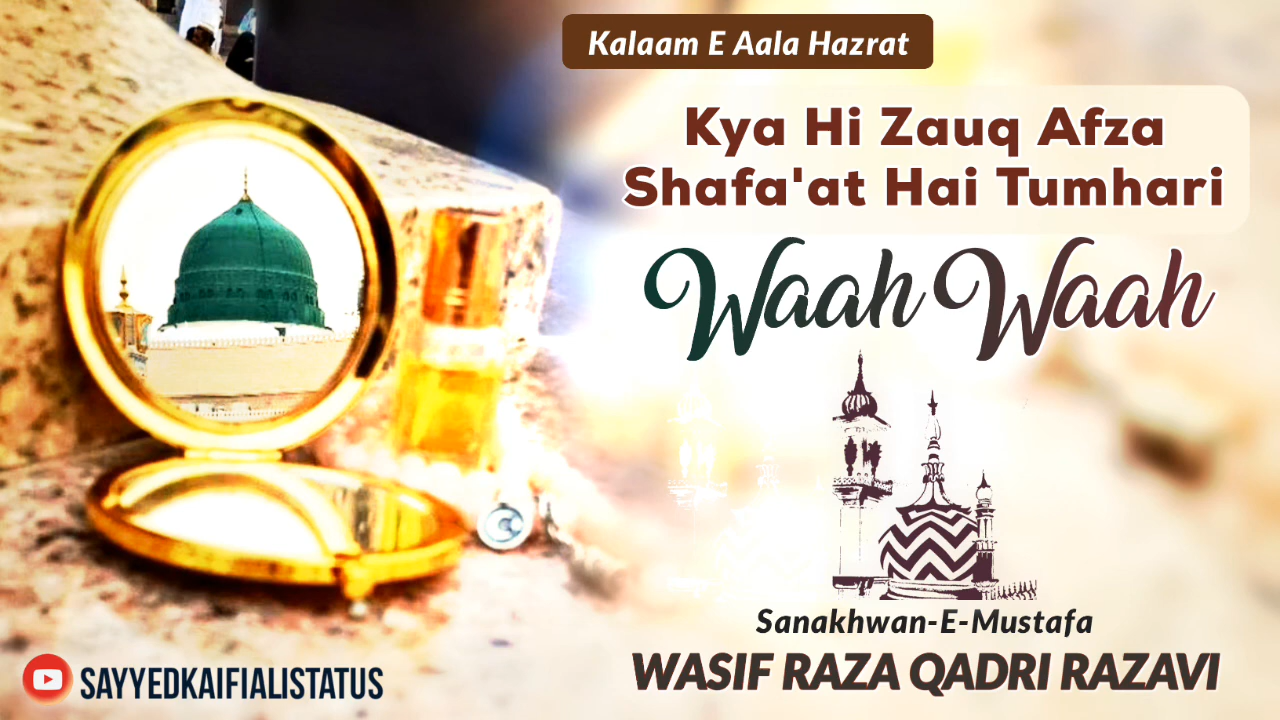 Kalaam E Aala Hazrat
Kya Hi Zauq Afza
Shafa'at Hai Tumhari
Waah Waah
Sanakhwan-E-Mustafa
WASIF RAZA QADRI RAZAVI
SAYYEDKAIFIALISTATUS